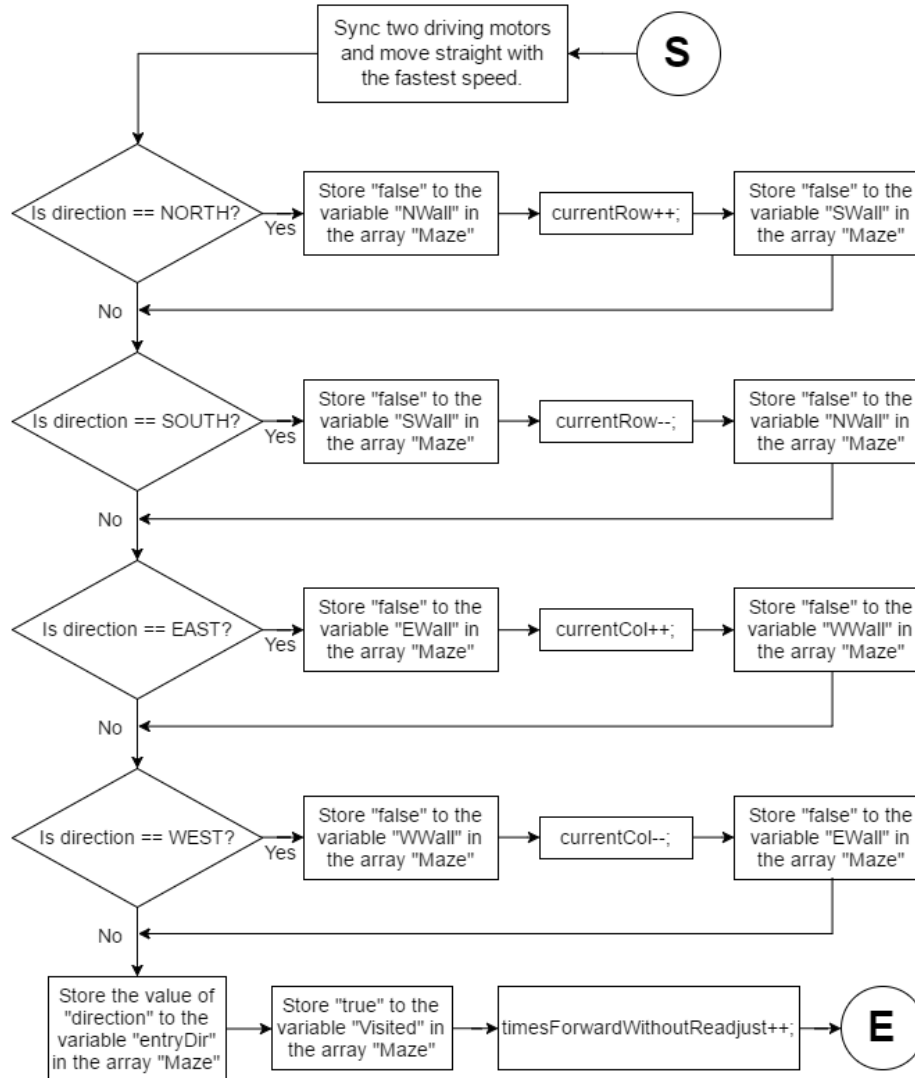 Sync two driving motors
and move straight with
the fastest speed.
S
Is direction == NORTH?
Yes
Store "false" to the
variable "NWall" in
the array "Maze"
currentRow++;
Store "false" to the
variable "SWall" in
the array "Maze"
No
Is direction == SOUTH?
Yes
Store "false" to the
variable "SWall" in
the array "Maze"
currentRow--;
Store "false" to the
variable "NWall" in
the array "Maze"
No
Is direction == EAST?
Yes
Store "false" to the
variable "EWall" in
the array "Maze"
currentCol++;
Store "false" to the
variable "WWall" in
the array "Maze"
No
Is direction == WEST?
Yes
Store "false" to the
variable "WWall" in
the array "Maze"
currentCol--;
Store "false" to the
variable "EWall" in
the array "Maze"
No
Store the value of
"direction" to the
variable "entryDir"
in the array "Maze"
Store "true" to the
variable "Visited" in
the array "Maze"
timesForwardWithoutReadjust++;
E